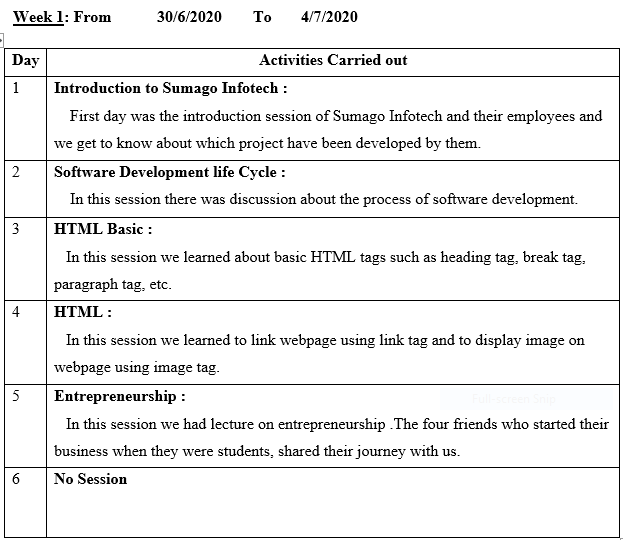 Week 1: From 30/6/2020 To 4/7/2020
Day Activities Carried out
1 Introduction to Sumago Infotech :
First day was the introduction session of Sumago Infotech and their employees and
we get to know about which project have been developed by them.
2 Software Development life Cycle :
In this session there was discussion about the process of software development.
3 HTML Basic :
In this session we learned about basic HTML tags such as heading tag, break tag,
paragraph tag, etc.
4 HTML :
In this session we learned to link webpage using link tag and to display image on
webpage using image tag.
5 Entrepreneurship :
In this session we had lecture on entrepreneurship .The four friends who started their
business when they were students, shared their journey with us.
6 No Session